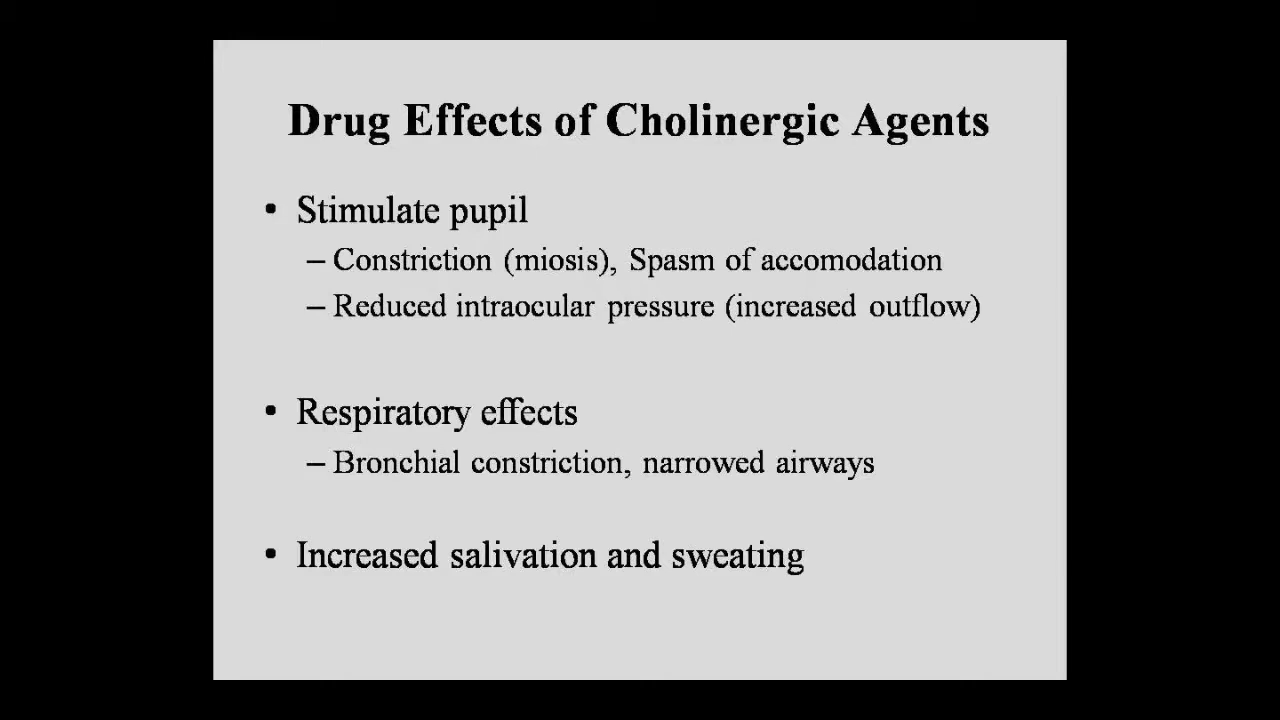 Drug Effects of Cholinergic Agents
• Stimulate pupil
– Constriction (miosis), Spasm of accomodation
– Reduced intraocular pressure (increased outflow)
• Respiratory effects
– Bronchial constriction, narrowed airways
• Increased salivation and sweating